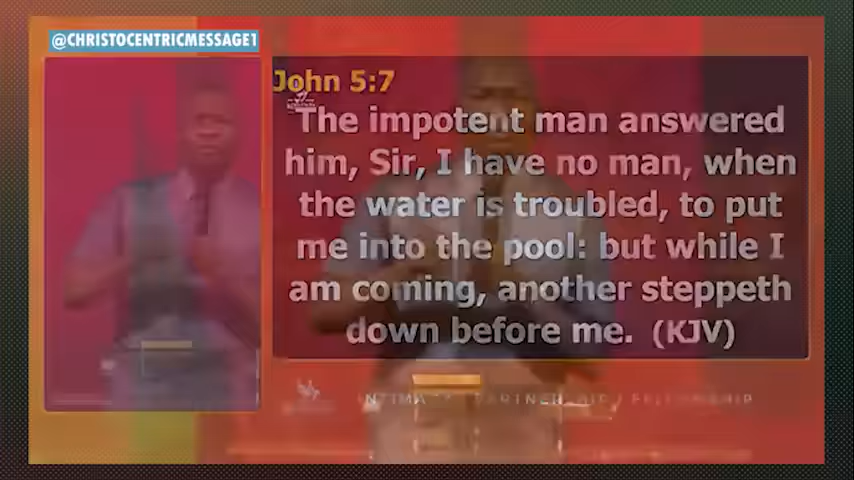 @CHRISTOCENTRICMESSAGE1
John 5:7
The impotent man answered
him, Sir, I have no man, when
the water is troubled, to put
me into the pool: but while I
am coming, another steppeth
down before me. (KJV)
FELLOWSHIP